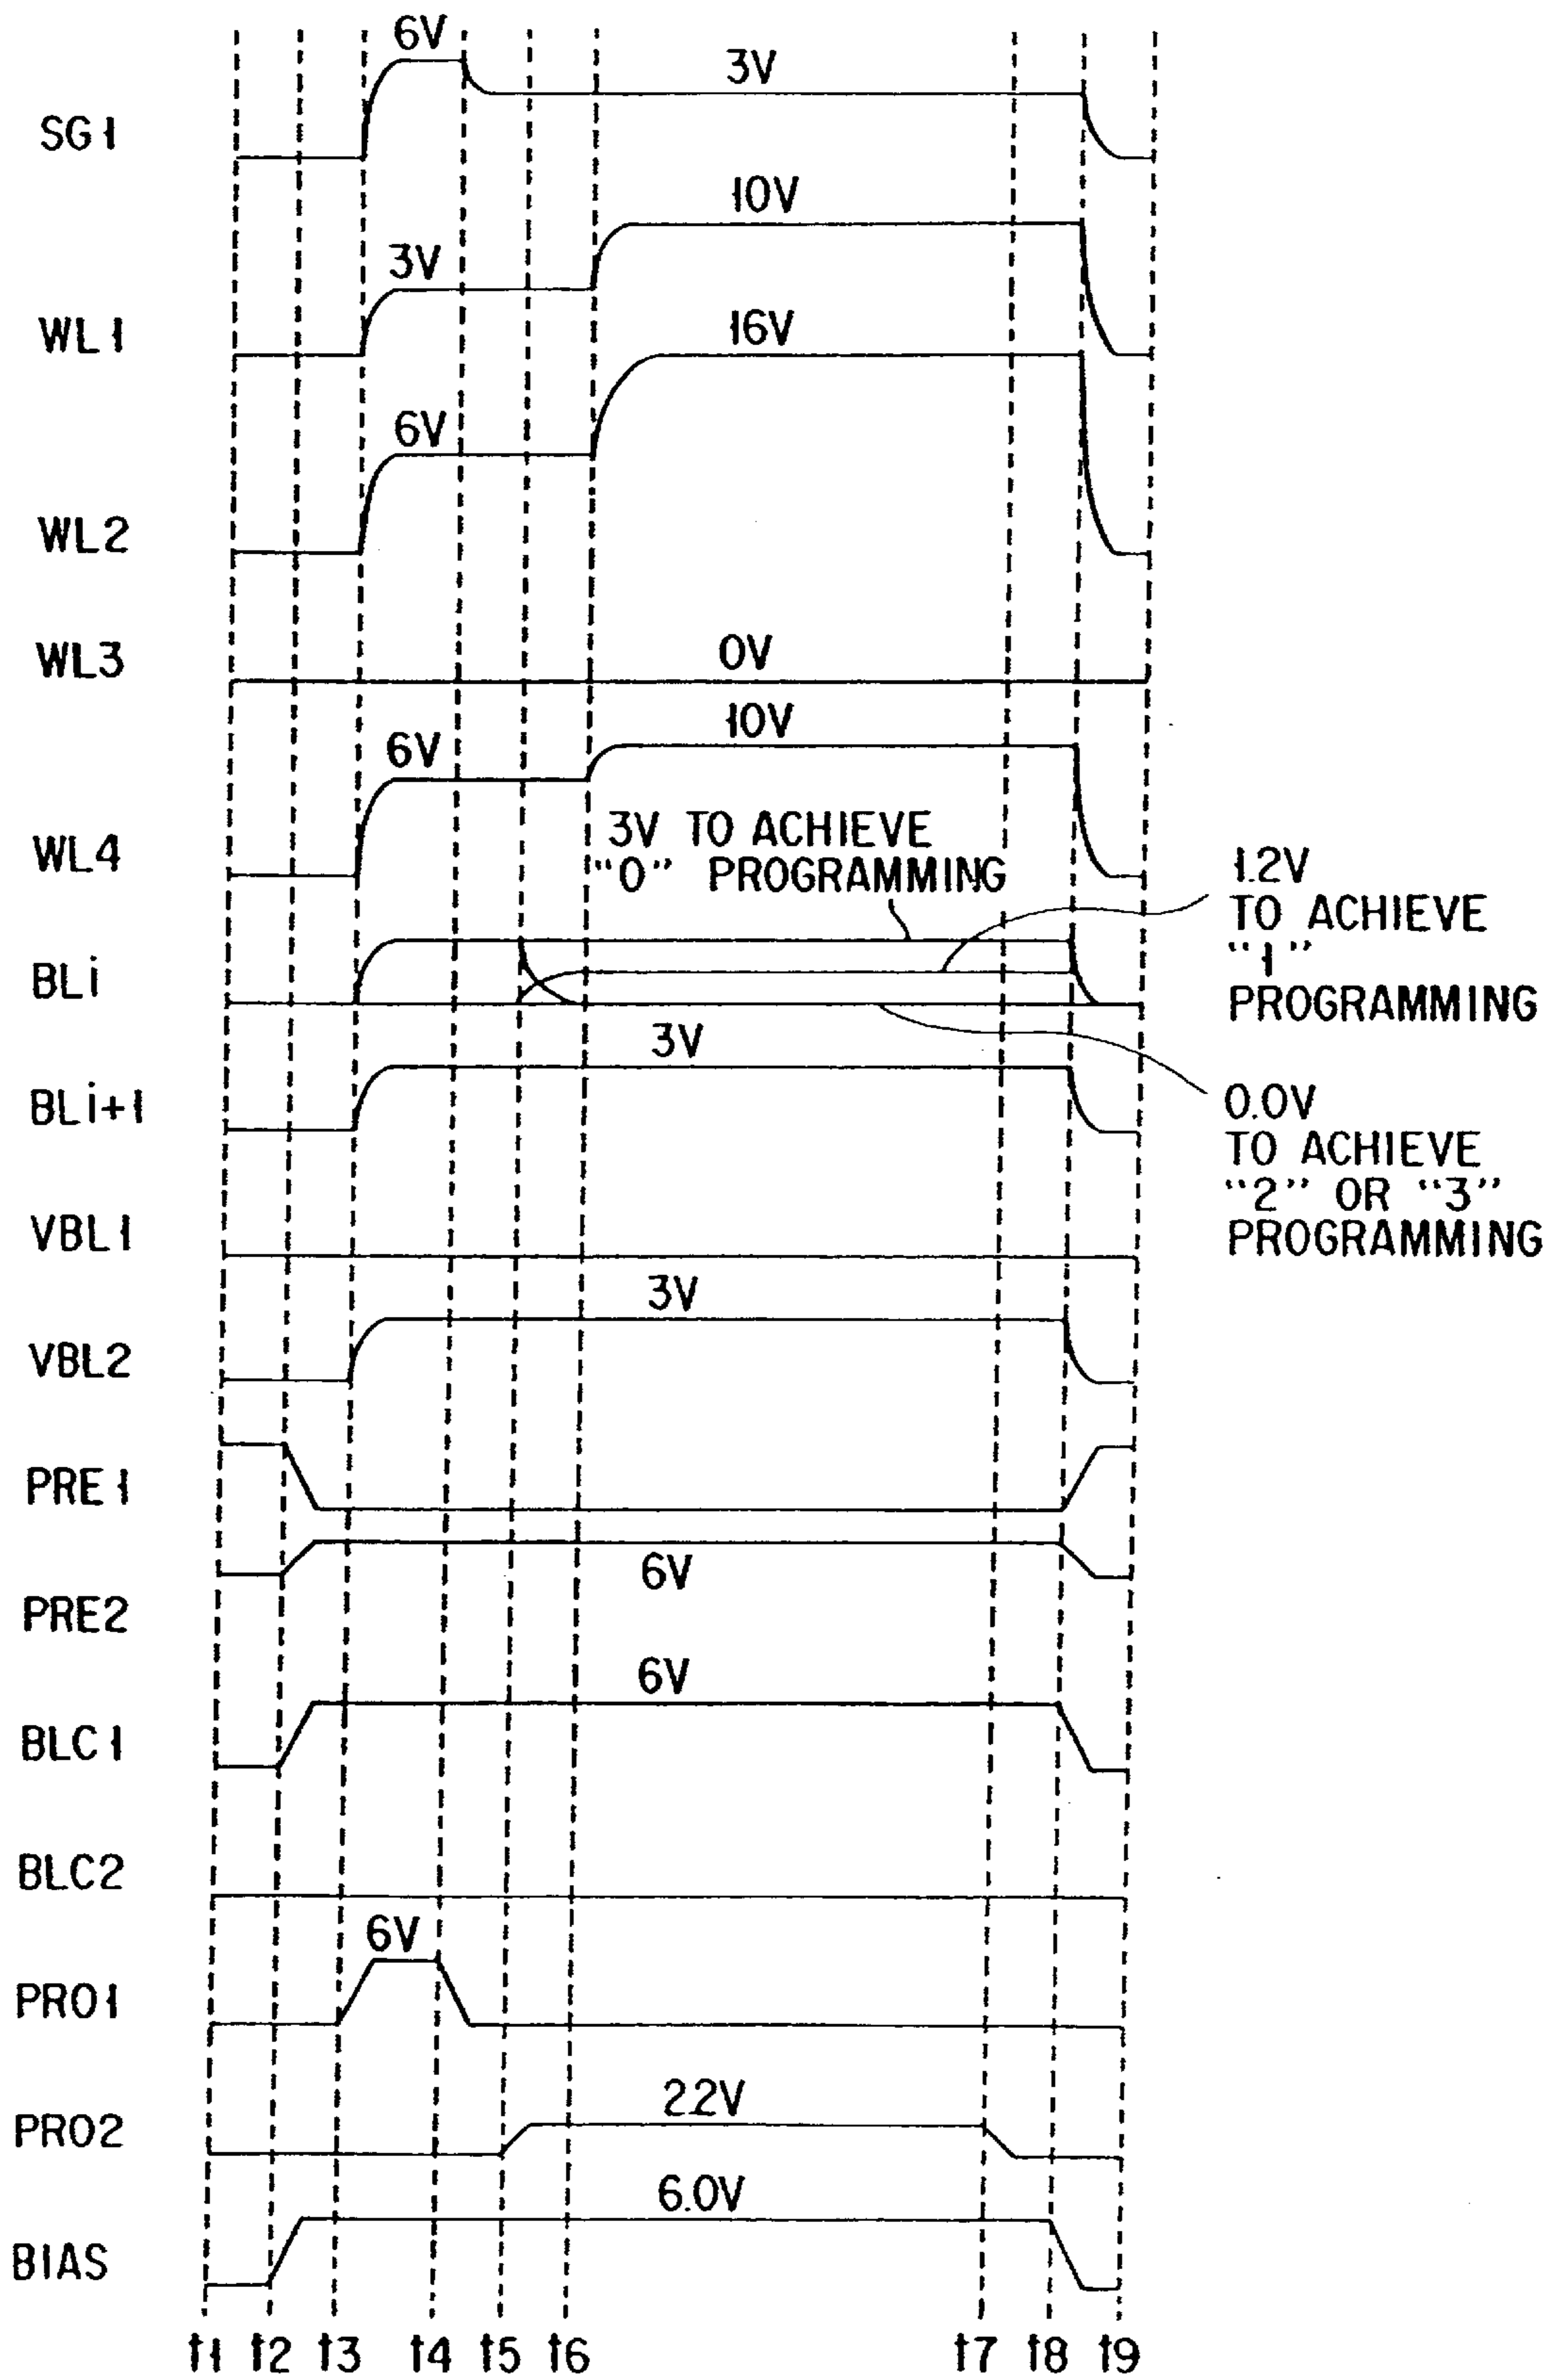 6V
3V
SG1
10V
3V
WL1
16V
6V
WL2
WL3
0V
10V
6V
WL4
3V TO ACHIEVE
"0" PROGRAMMING
1.2V
TO ACHIEVE
"1"
PROGRAMMING
BLi
3V
BLi+1
0.0V
TO ACHIEVE
"2" OR "3"
PROGRAMMING
VBL1
3V
VBL2
PRE1
6V
PRE2
6V
BLC1
BLC2
6V
PRO1
2.2V
PRO2
6.0V
BIAS
t1 t2 t3 t4 t5 t6 t7 t8 t9